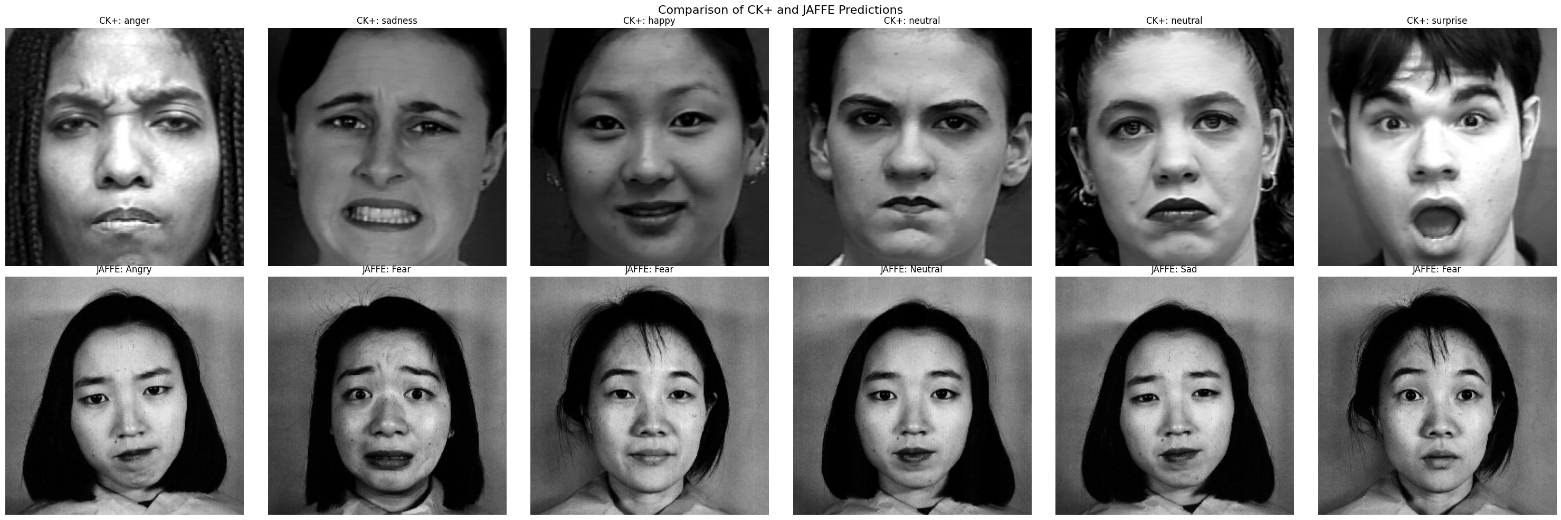 Comparison of CK+ and JAFFE Predictions
CK+: anger
CK+: sadness
CK+: happy
CK+: neutral
CK+: neutral
CK+: surprise
JAFFE: Angry
JAFFE: Fear
JAFFE: Fear
JAFFE: Neutral
JAFFE: Sad
JAFFE: Fear